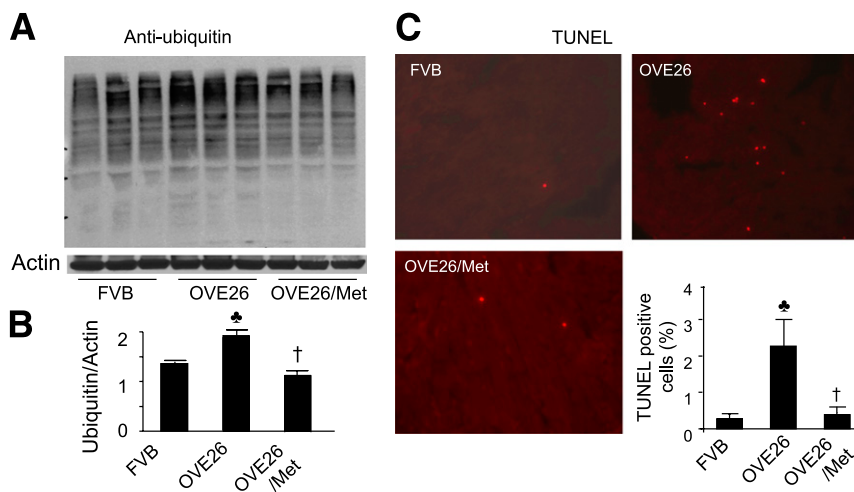 A
Anti-ubiquitin
Actin
FVB
OVE26
OVE26/Met
B
Ubiquitin/Actin
2
1
0
♣
†
FVB
OVE26
OVE26
/Met
C
TUNEL
FVB
OVE26
OVE26/Met
TUNEL positive
cells (%)
4
3
2
1
0
♣
†
FVB
OVE26
OVE26
/Met